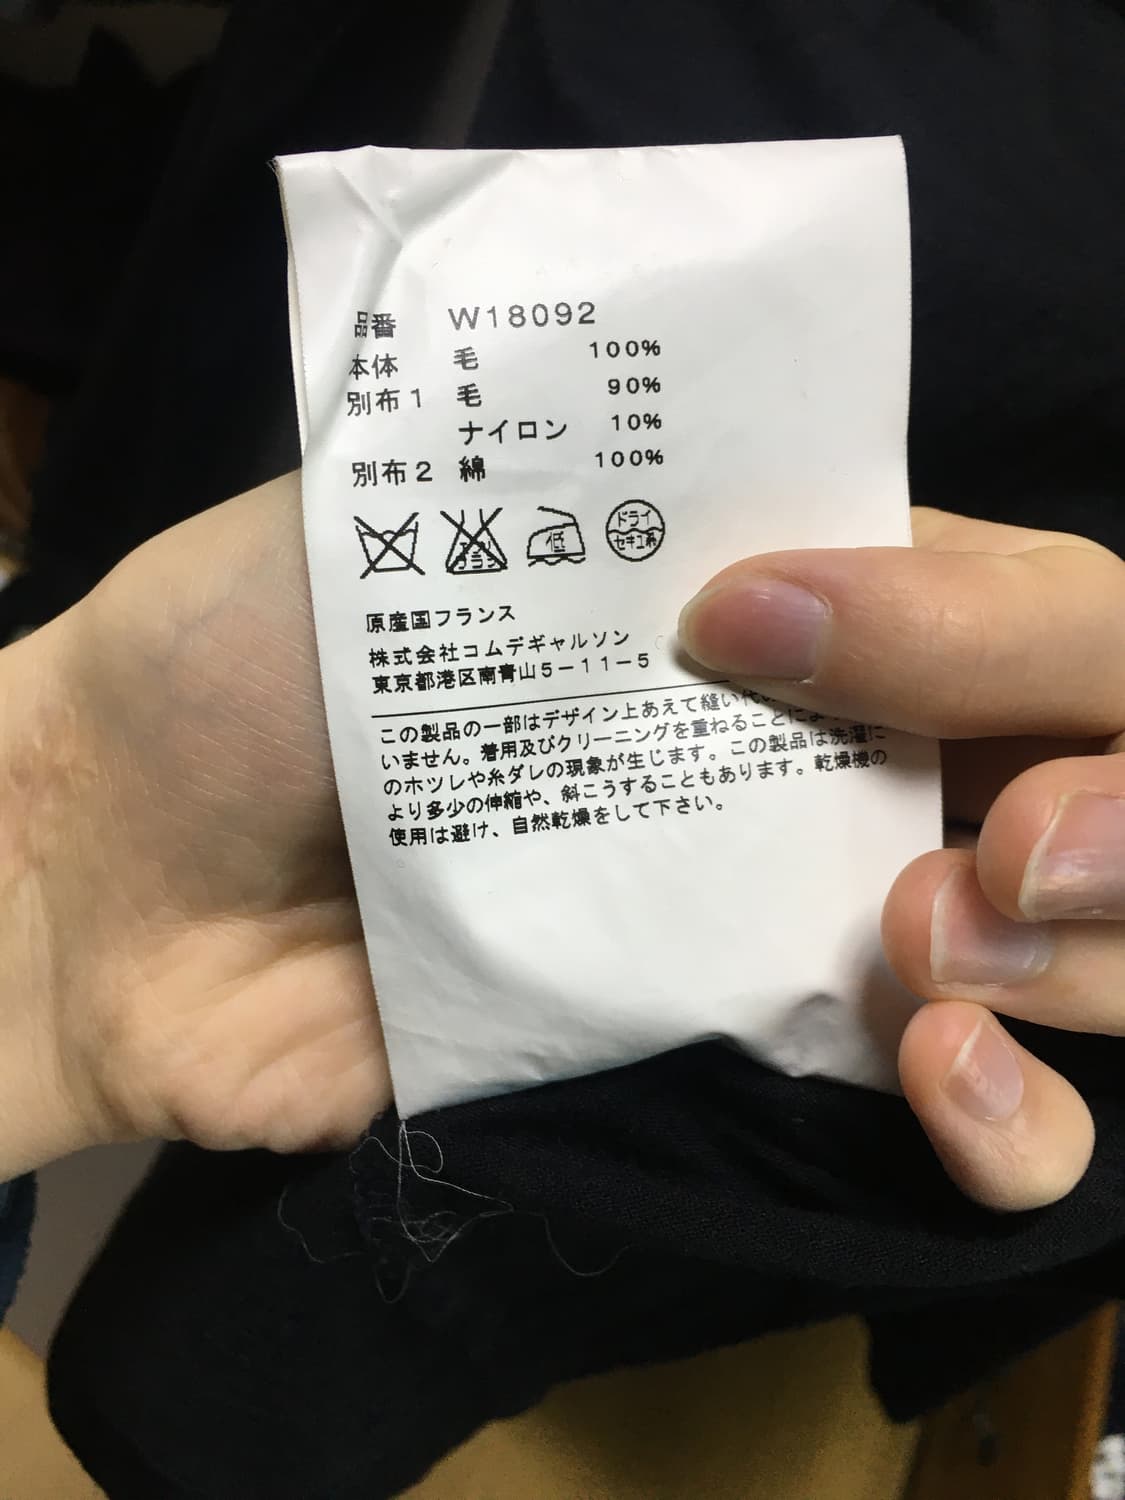 品番 W18092
本体 毛 100%
別布1 毛 90%
ナイロン 10%
別布2 綿 100%
低
ドライ
セキユ系
原産国フランス
株式会社コムデギャルソン
東京都港区南青山5-11-5
この製品の一部はデザイン上あえて縫い代
いません。着用及びクリーニングを重ねることに
のホツレや糸ダレの現象が生じます。この製品は洗濯に
より多少の伸縮や、斜こうすることもあります。乾燥機の
使用は避け、自然乾燥をして下さい。